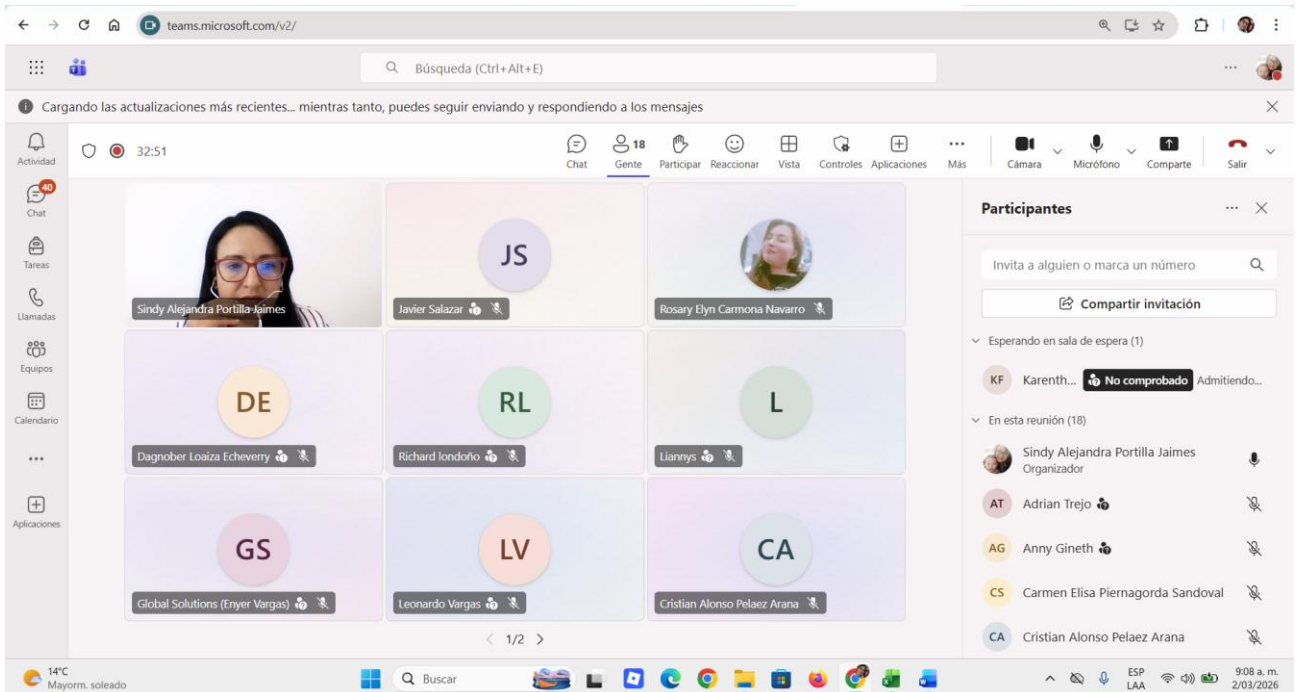 teams.microsoft.com/v2/
Búsqueda (Ctrl+Alt+E)
Cargando las actualizaciones más recientes... mientras tanto, puedes seguir enviando y respondiendo a los mensajes
Actividad
40
Chat
Tareas
Llamadas
Equipos
Calendario
Aplicaciones
32:51
Chat
18
Gente
Participar
Reaccionar
Vista
Controles
Aplicaciones
Más
Cámara
Micrófono
Comparte
Salir
Sindy Alejandra Portilla Jaimes
JS
Javier Salazar
Rosary Elyn Carmona Navarro
DE
Dagnober Loaiza Echeverry
RL
Richard londoño
L
Liannys
GS
Global Solutions (Enyer Vargas)
LV
Leonardo Vargas
CA
Cristian Alonso Pelaez Arana
1/2
Participantes
Invita a alguien o marca un número
Compartir invitación
Esperando en sala de espera (1)
KF Karenth... No comprobado Admitiendo...
En esta reunión (18)
Sindy Alejandra Portilla Jaimes
Organizador
AT Adrian Trejo
AG Anny Gineth
CS Carmen Elisa Piernagorda Sandoval
CA Cristian Alonso Pelaez Arana
14°C
Mayorm. soleado
Buscar
ESP
LAA
9:08 a. m.
2/03/2026